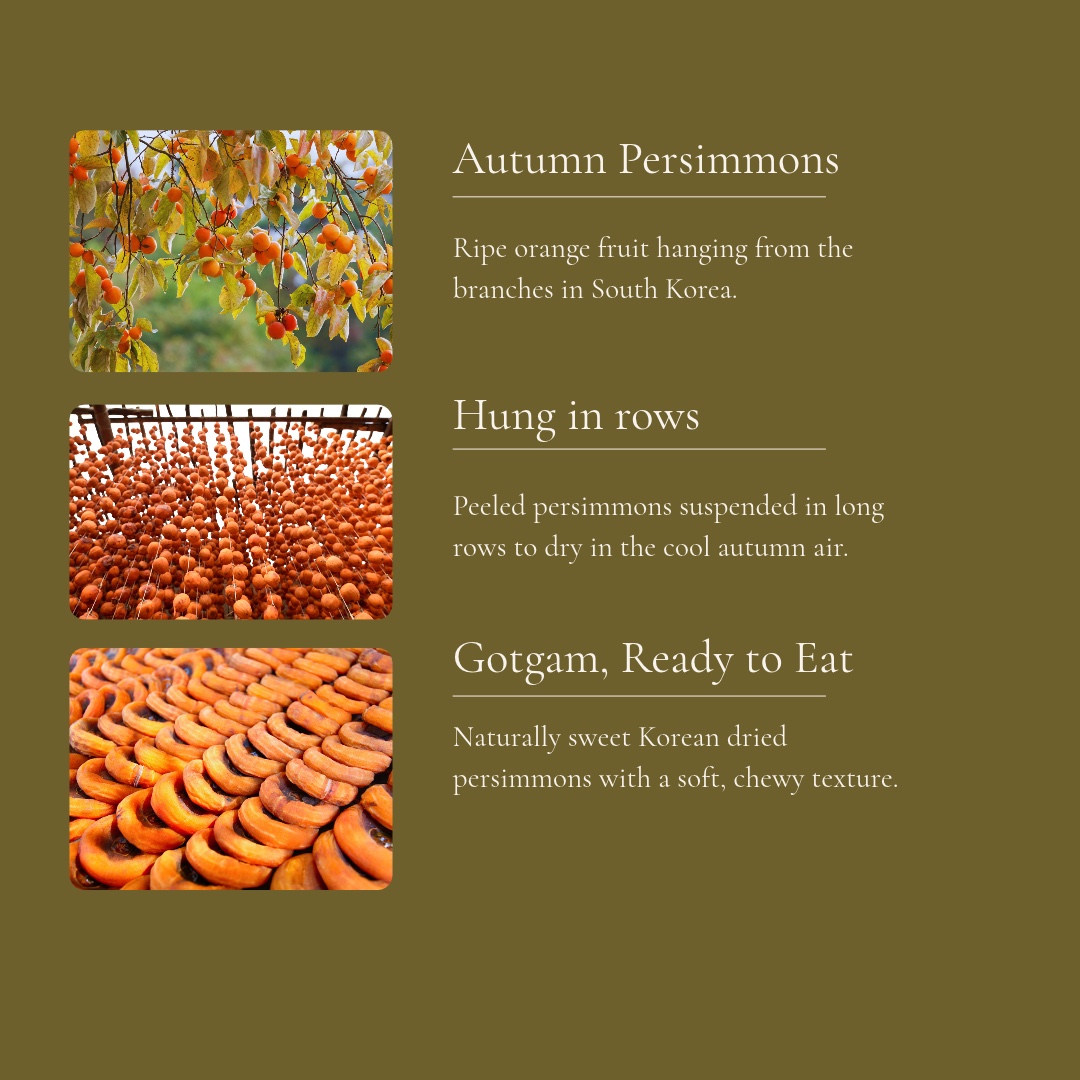 Autumn Persimmons
Ripe orange fruit hanging from the
branches in South Korea.
Hung in rows
Peeled persimmons suspended in long
rows to dry in the cool autumn air.
Gotgam, Ready to Eat
Naturally sweet Korean dried
persimmons with a soft, chewy texture.